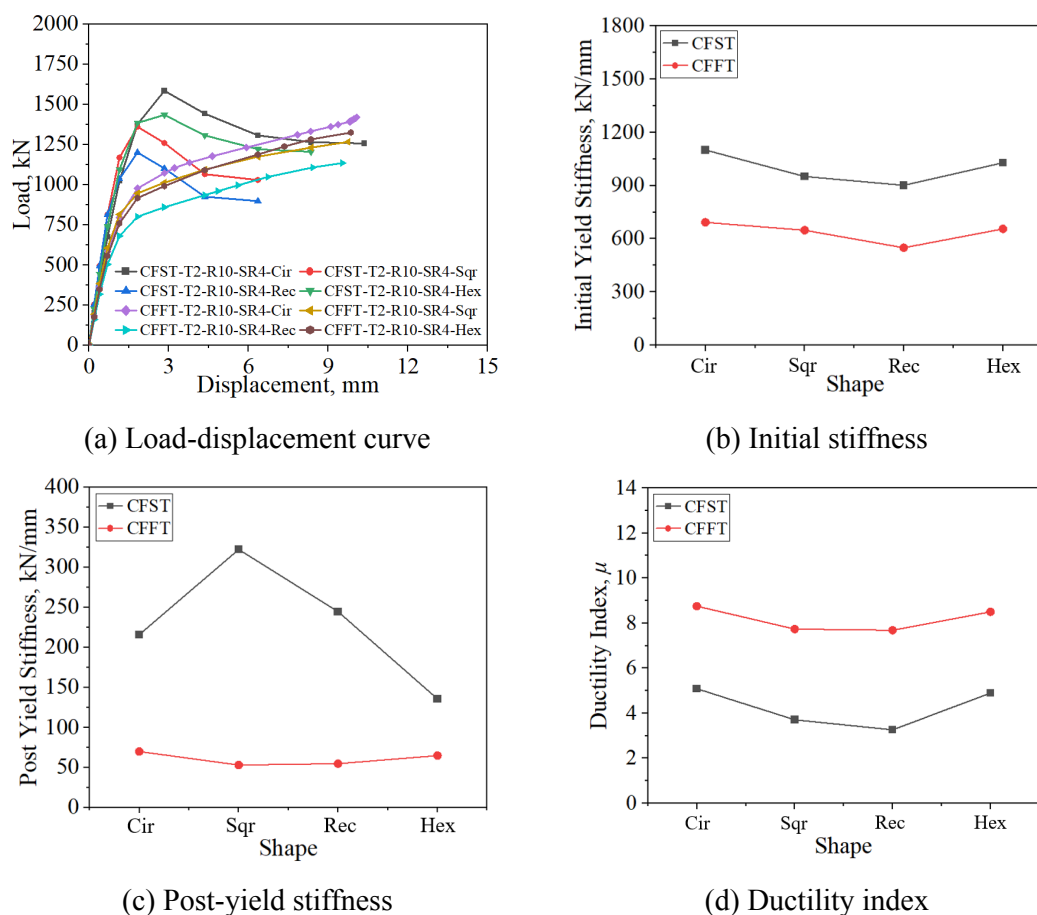 2000
1750
1500
1250
1000
750
500
250
0
Load, kN
CFST-T2-R10-SR4-Cir CFST-T2-R10-SR4-Sqr
CFST-T2-R10-SR4-Rec CFST-T2-R10-SR4-Hex
CFFT-T2-R10-SR4-Cir CFFT-T2-R10-SR4-Sqr
CFFT-T2-R10-SR4-Rec CFFT-T2-R10-SR4-Hex
0 3 6 9 12 15
Displacement, mm
(a) Load-displacement curve
1800
1500
1200
900
600
300
0
Initial Yield Stiffness, kN/mm
CFST
CFFT
Cir Sqr Rec Hex
Shape
(b) Initial stiffness
400
350
300
250
200
150
100
50
0
Post Yield Stiffness, kN/mm
CFST
CFFT
Cir Sqr Rec Hex
Shape
(c) Post-yield stiffness
14
12
10
8
6
4
2
0
Ductility Index, μ
CFST
CFFT
Cir Sqr Rec Hex
Shape
(d) Ductility index